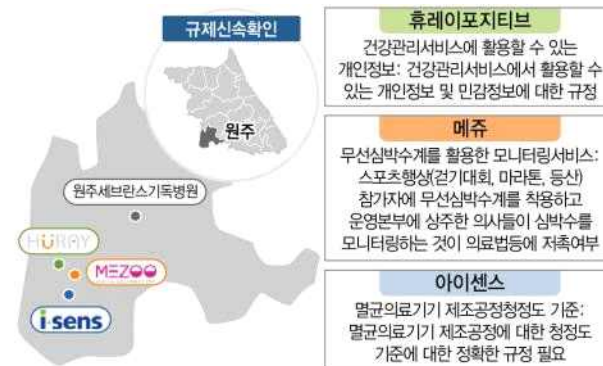 규제신속확인
원주
원주세브란스기독병원
HURAY
MEZOO
i-sens
휴레이포지티브
건강관리서비스에 활용할 수 있는
개인정보: 건강관리서비스에서 활용할 수
있는 개인정보 및 민감정보에 대한 규정
메쥬
무선심박수계를 활용한 모니터링서비스:
스포츠행상(걷기대회, 마라톤, 등산)
참가자에 무선심박수계를 착용하고
운영본부에 상주한 의사들이 심박수를
모니터링하는 것이 의료법등에 저촉여부
아이센스
멸균의료기기 제조공정청정도 기준:
멸균의료기기 제조공정에 대한 청정도
기준에 대한 정확한 규정 필요